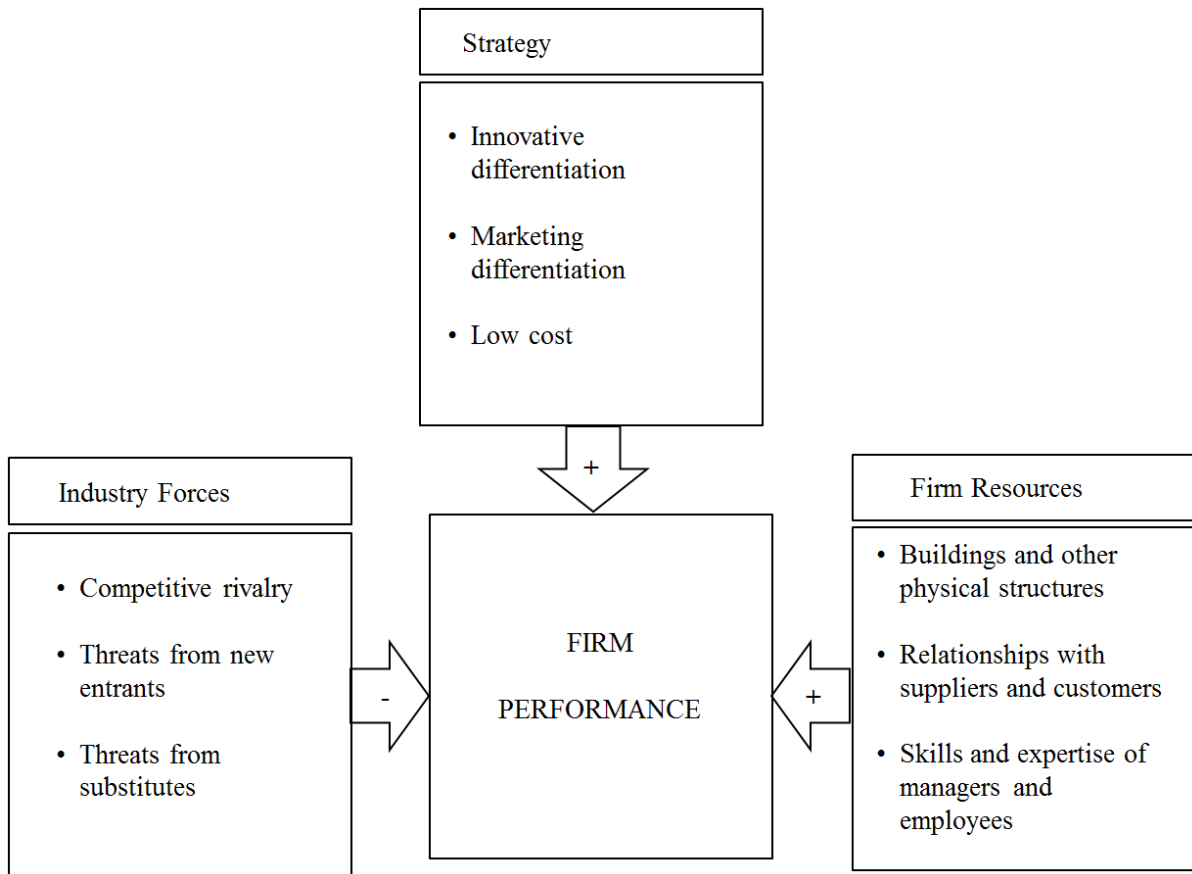 Strategy
• Innovative
differentiation
• Marketing
differentiation
• Low cost
+
Industry Forces
• Competitive rivalry
• Threats from new
entrants
• Threats from
substitutes
-
FIRM
PERFORMANCE
+
Firm Resources
• Buildings and other
physical structures
• Relationships with
suppliers and customers
• Skills and expertise of
managers and
employees